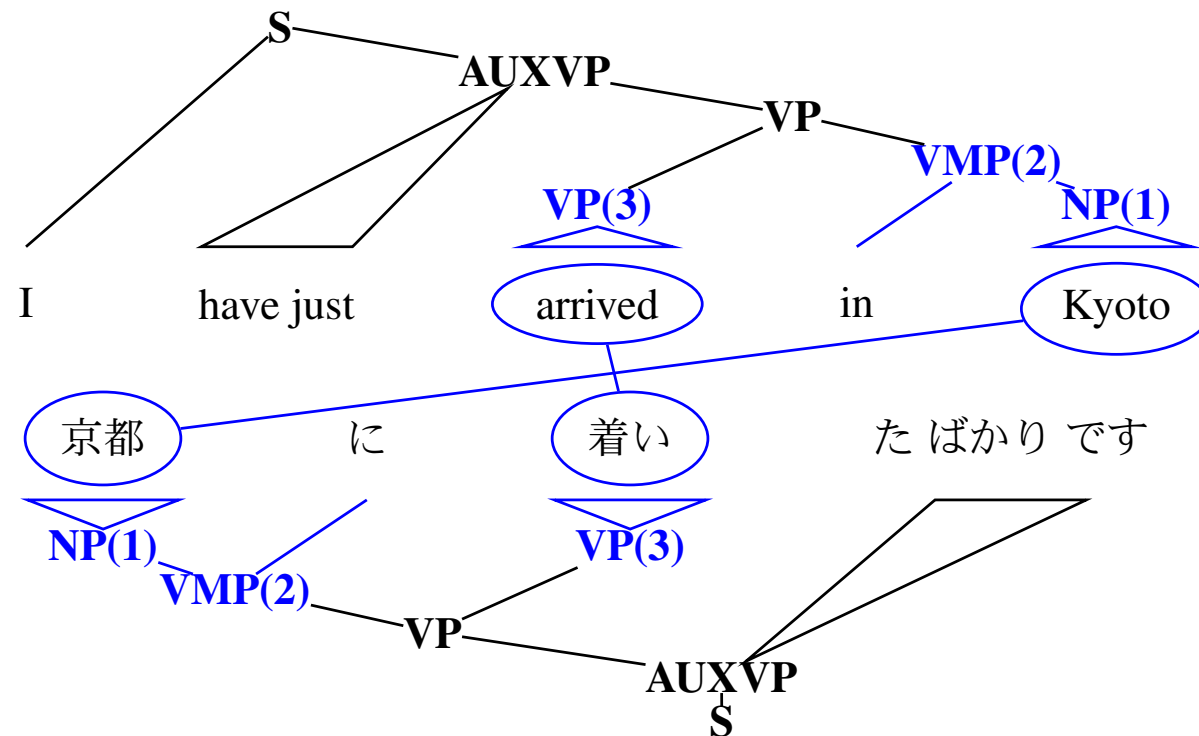 S
AUXVP
VP
VMP(2)
VP(3) NP(1)
I have just arrived in Kyoto
京都 に 着い た ばかり です
NP(1) VP(3)
VMP(2)
VP
AUXVP
S